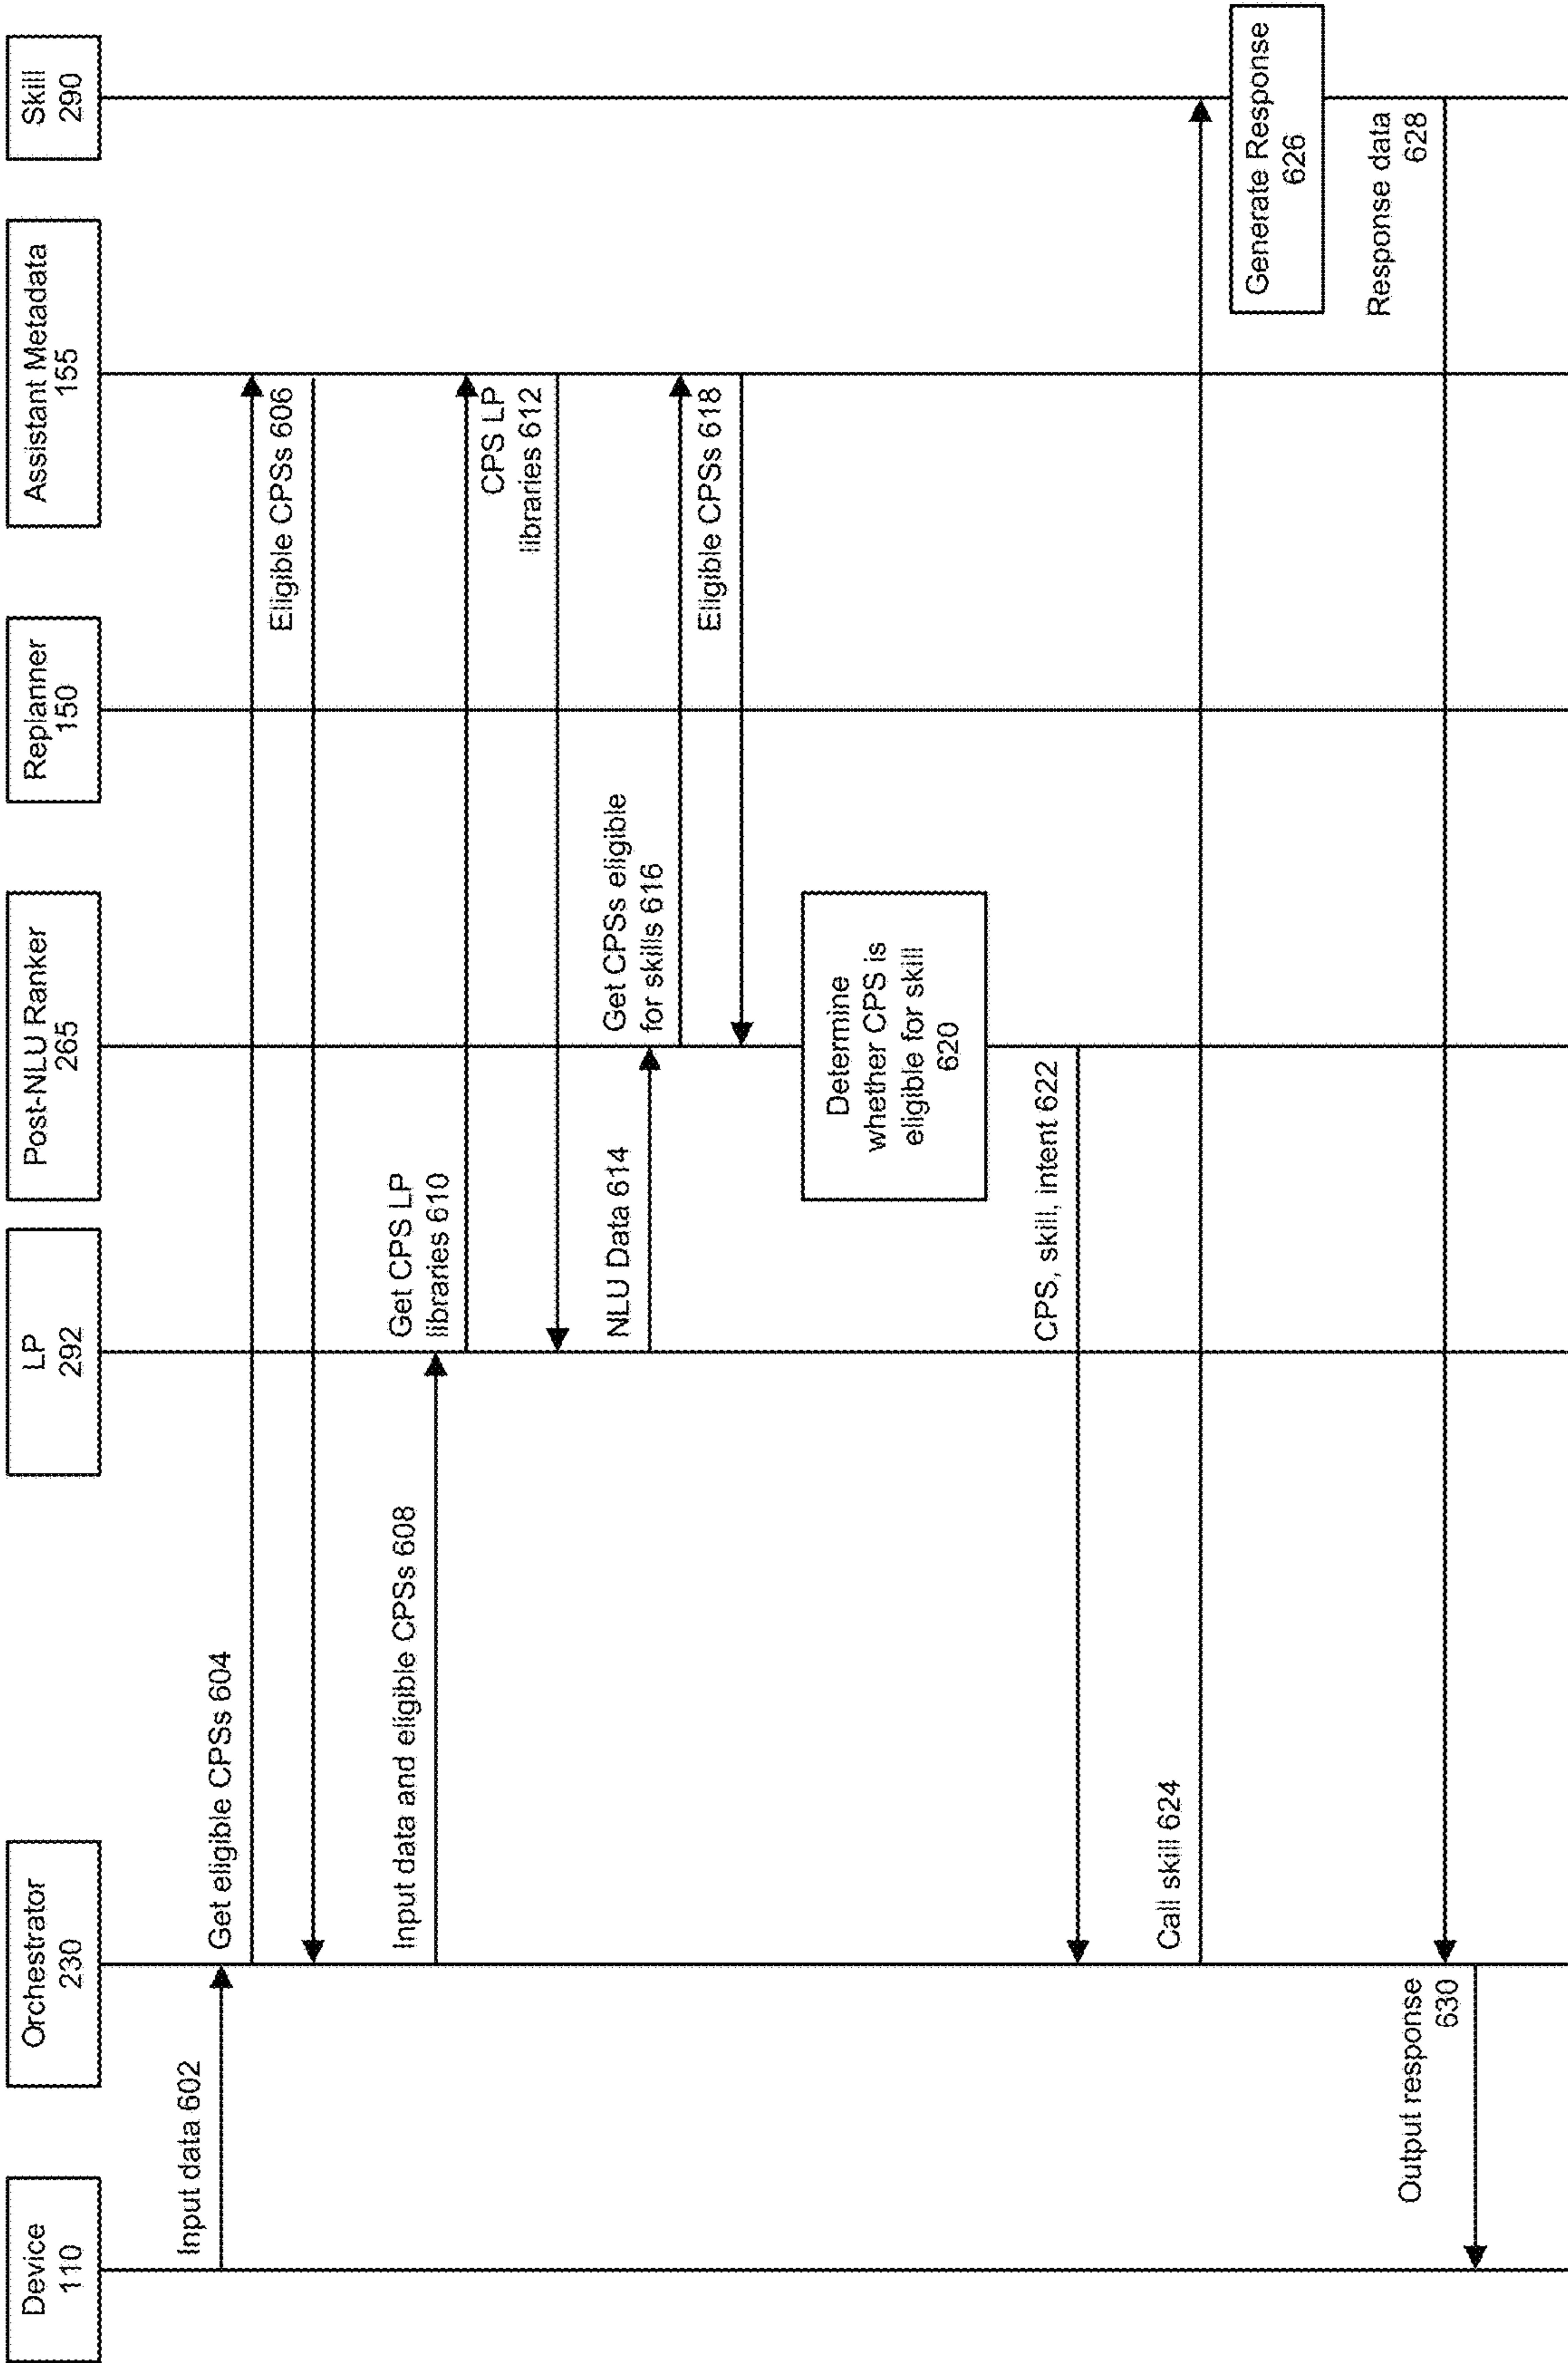 Device
110
Orchestrator
230
LP
292
Post-NLU Ranker
265
Replanner
150
Assistant Metadata
155
Skill
290
Input data 602
Get eligible CPSs 604
Eligible CPSs 606
Input data and eligible CPSs 608
Get CPS LP
libraries 610
CPS LP
libraries 612
NLU Data 614
Get CPSs eligible
for skills 616
Eligible CPSs 618
Determine
whether CPS is
eligible for skill
620
CPS, skill, intent 622
Call skill 624
Generate Response
626
Response data
628
Output response
630